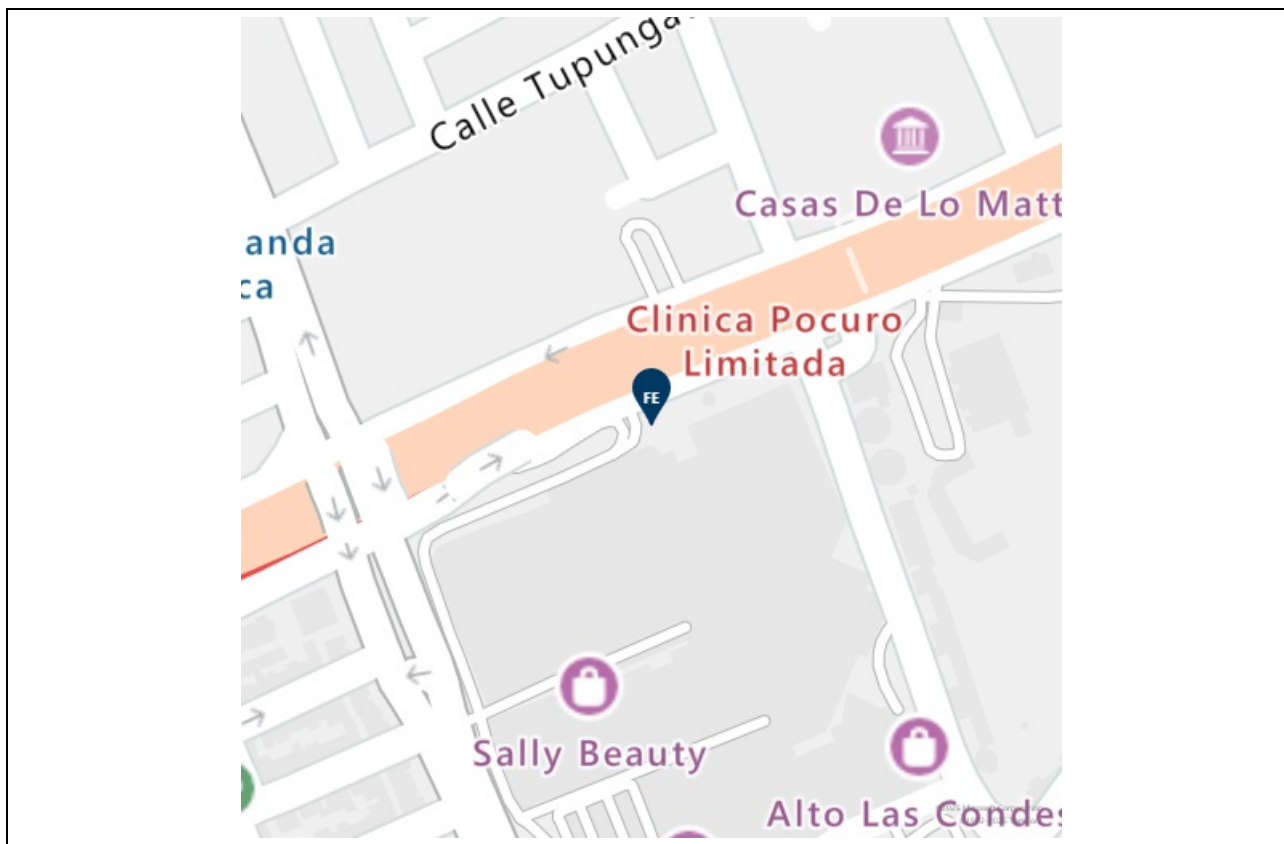 Calle Tupunga
Casas De Lo Matt
anda
ca
Clinica Pocuro
Limitada
FE
Sally Beauty
Alto Las Condes